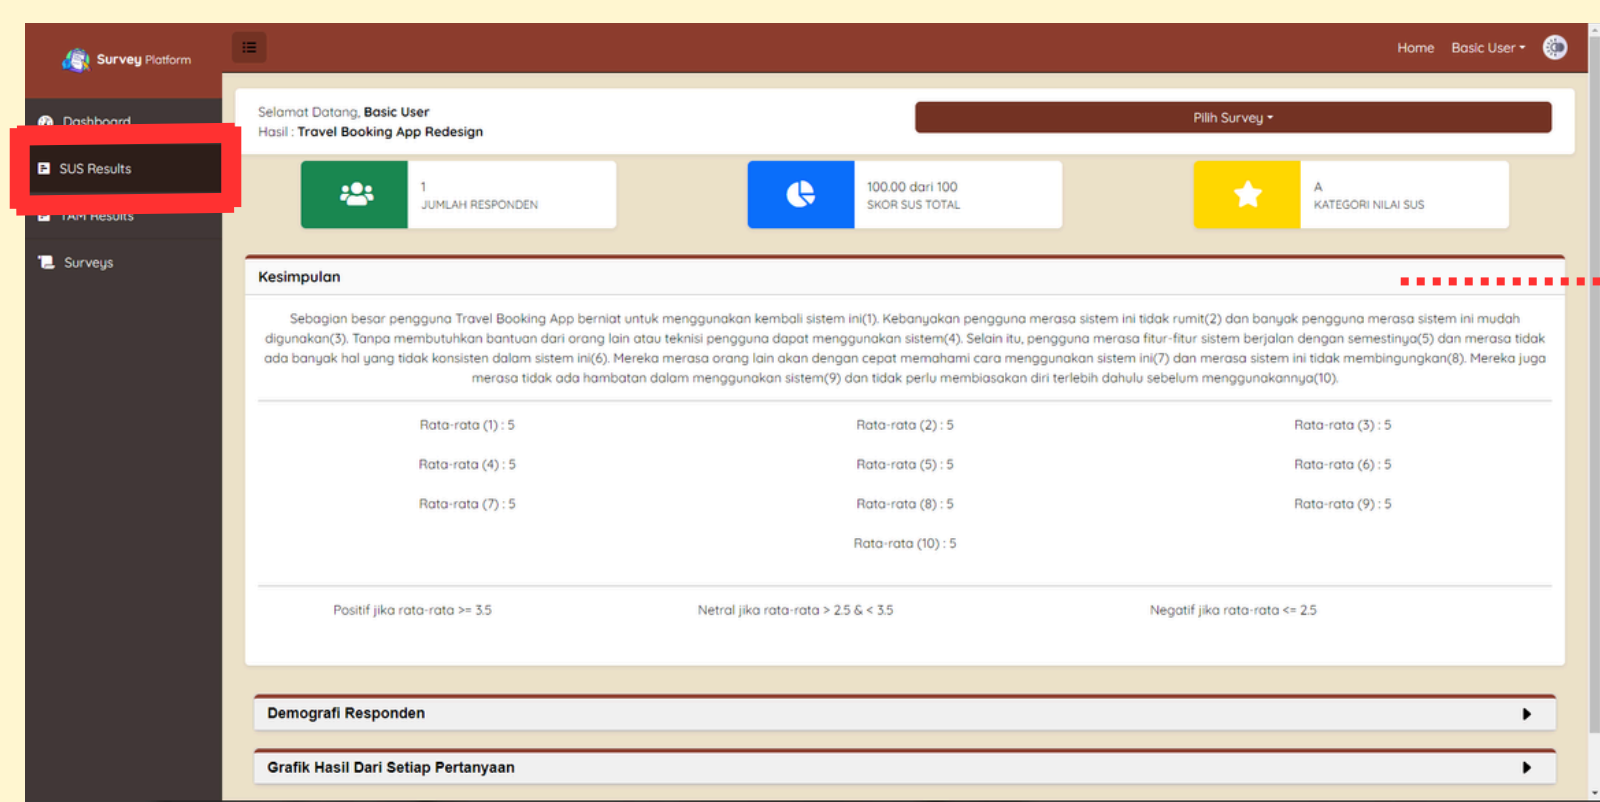 Survey Platform
Home Basic User
Dashboard
SUS Results
TAM Results
Surveys
Selamat Datang, Basic User
Hasil : Travel Booking App Redesign
Pilih Survey
1
JUMLAH RESPONDEN
100.00 dari 100
SKOR SUS TOTAL
A
KATEGORI NILAI SUS
Kesimpulan
Sebagian besar pengguna Travel Booking App berniat untuk menggunakan kembali sistem ini(1). Kebanyakan pengguna merasa sistem ini tidak rumit(2) dan banyak pengguna merasa sistem ini mudah
digunakan(3). Tanpa membutuhkan bantuan dari orang lain atau teknisi pengguna dapat menggunakan sistem(4). Selain itu, pengguna merasa fitur-fitur sistem berjalan dengan semestinya(5) dan merasa tidak
ada banyak hal yang tidak konsisten dalam sistem ini(6). Mereka merasa orang lain akan dengan cepat memahami cara menggunakan sistem ini(7) dan merasa sistem ini tidak membingungkan(8). Mereka juga
merasa tidak ada hambatan dalam menggunakan sistem(9) dan tidak perlu membiasakan diri terlebih dahulu sebelum menggunakannya(10).
Rata-rata (1) : 5
Rata-rata (2) : 5
Rata-rata (3) : 5
Rata-rata (4) : 5
Rata-rata (5) : 5
Rata-rata (6) : 5
Rata-rata (7) : 5
Rata-rata (8) : 5
Rata-rata (9) : 5
Rata-rata (10) : 5
Positif jika rata-rata >= 3.5
Netral jika rata-rata > 2.5 & < 3.5
Negatif jika rata-rata <= 2.5
Demografi Responden
Grafik Hasil Dari Setiap Pertanyaan